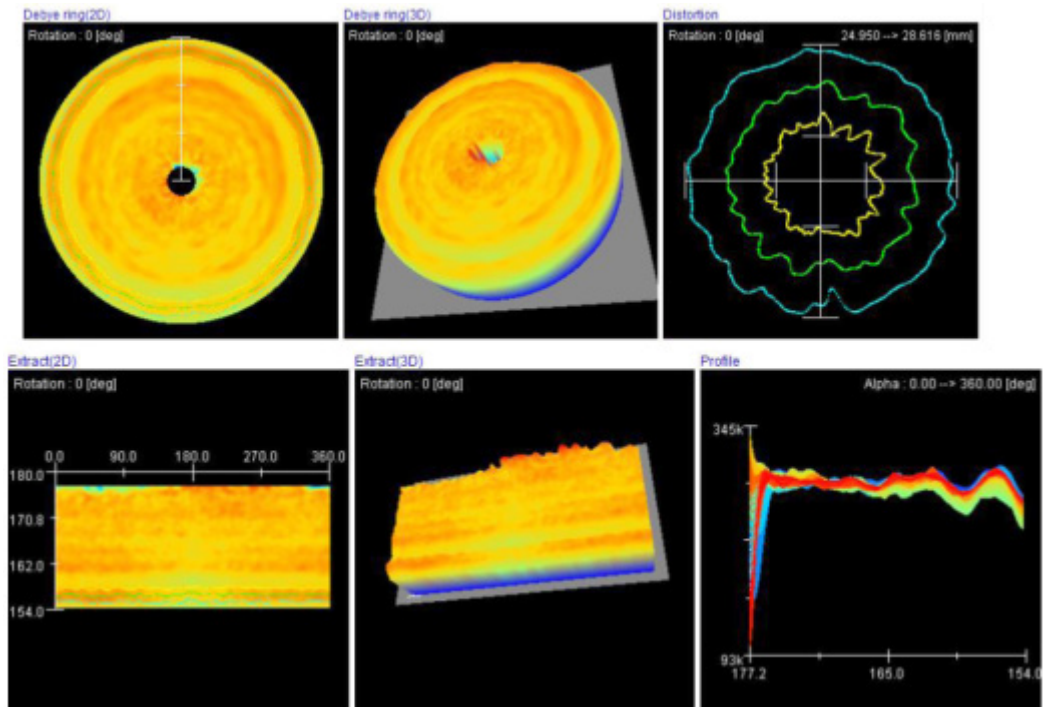 Debye ring(2D)
Rotation : 0 [deg]
Debye ring(3D)
Rotation : 0 [deg]
Distortion
Rotation : 0 [deg]
24.950 --> 28.616 [mm]
Extract(2D)
Rotation : 0 [deg]
0.0 90.0 180.0 270.0 360.0
180.0
170.8
162.0
154.0
Extract(3D)
Rotation : 0 [deg]
Profile
Alpha : 0.00 --> 360.00 [deg]
345k
93k
177.2 165.0 154.0